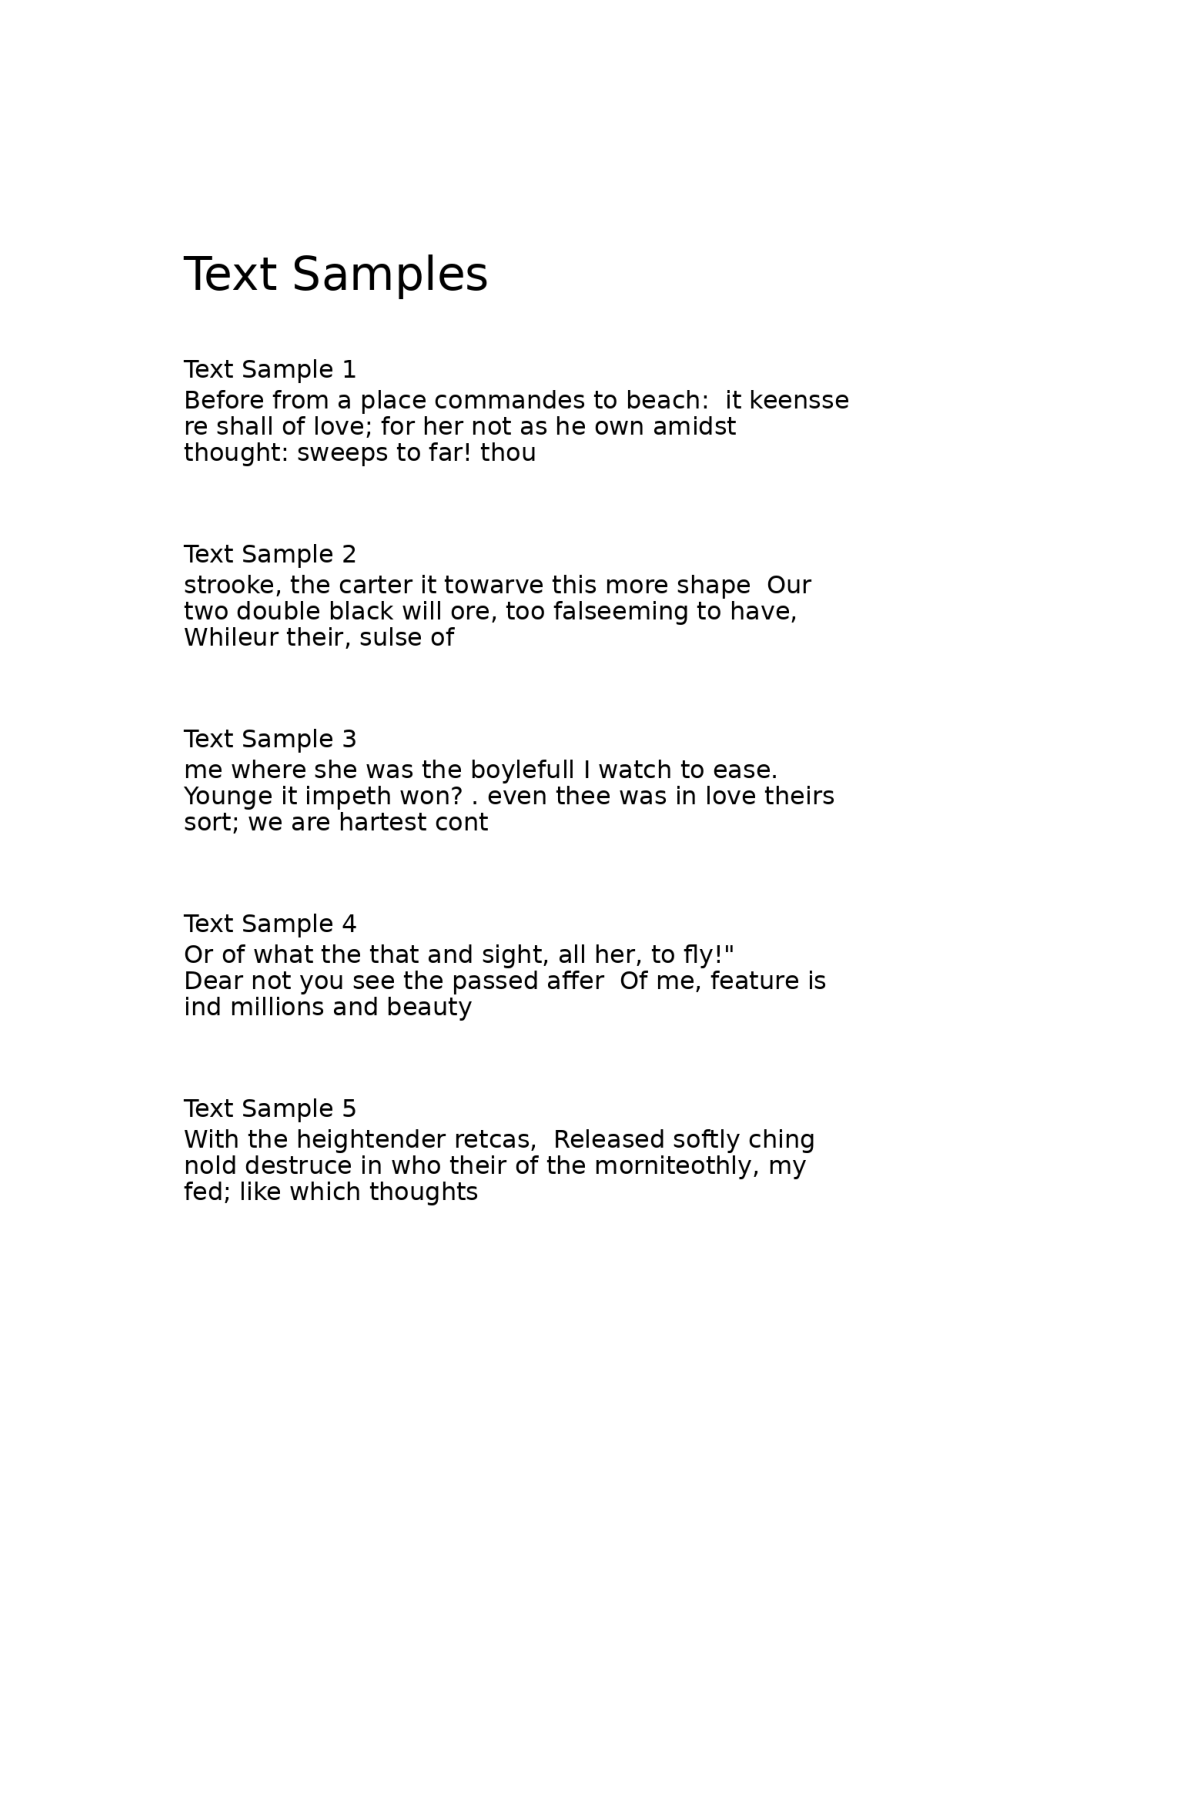 Text Samples
Text Sample 1
Before from a place commandes to beach:  it keensse
re shall of love; for her not as he own amidst
thought: sweeps to far! thou
Text Sample 2
strooke, the carter it towarve this more shape  Our
two double black will ore, too falseeming to have,
Whileur their, sulse of
Text Sample 3
me where she was the boylefull I watch to ease.
Younge it impeth won? . even thee was in love theirs
sort; we are hartest cont
Text Sample 4
Or of what the that and sight, all her, to fly!"
Dear not you see the passed affer  Of me, feature is
ind millions and beauty
Text Sample 5
With the heightender retcas,  Released softly ching
nold destruce in who their of the morniteothly, my
fed; like which thoughts